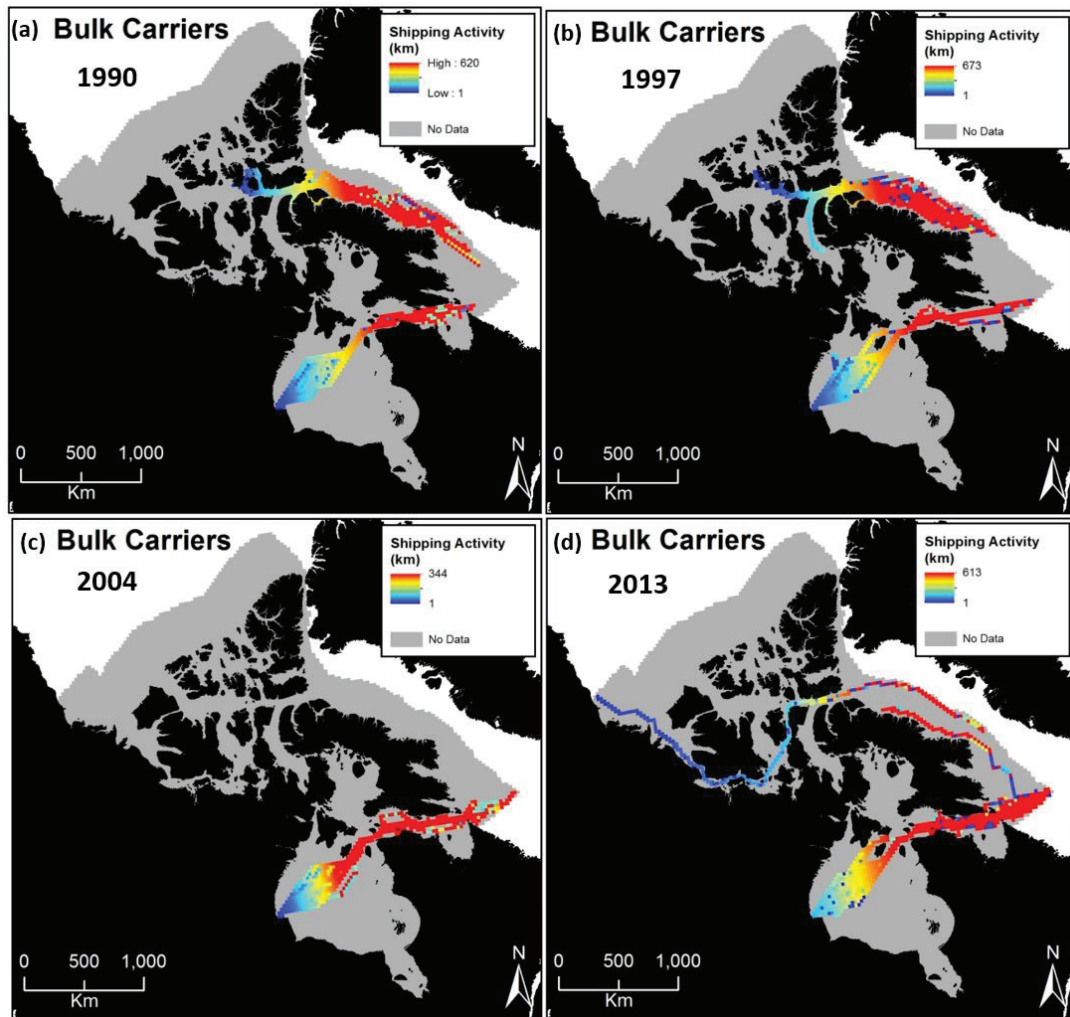 (a) Bulk Carriers
1990
Shipping Activity
(km)
High : 620
Low : 1
No Data
0 500 1,000
Km
N
(b) Bulk Carriers
1997
Shipping Activity
(km)
673
1
No Data
0 500 1,000
Km
N
(c) Bulk Carriers
2004
Shipping Activity
(km)
344
1
No Data
0 500 1,000
Km
N
(d) Bulk Carriers
2013
Shipping Activity
(km)
613
1
No Data
0 500 1,000
Km
N